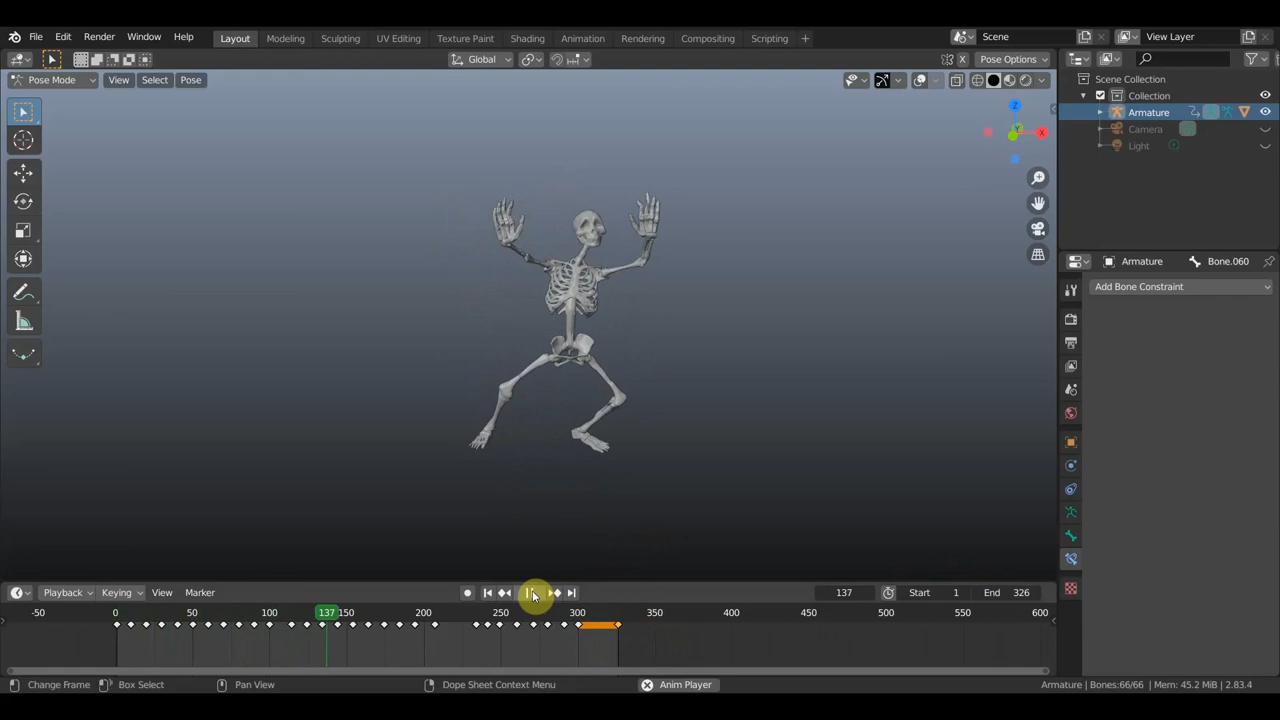 File Edit Render Window Help Layout Modeling Sculpting UV Editing Texture Paint Shading Animation Rendering Compositing Scripting + Scene View Layer
Global X Pose Options
Pose Mode View Select Pose
Scene Collection
Collection
Armature
Camera
Light
Z
Y X
Armature Bone.060
Add Bone Constraint
Playback Keying View Marker 137 Start 1 End 326
-50 0 50 100 137 150 200 250 300 350 400 450 500 550 600
Change Frame Box Select Pan View Dope Sheet Context Menu Anim Player Armature | Bones:66/66 | Mem: 45.2 MiB | 2.83.4